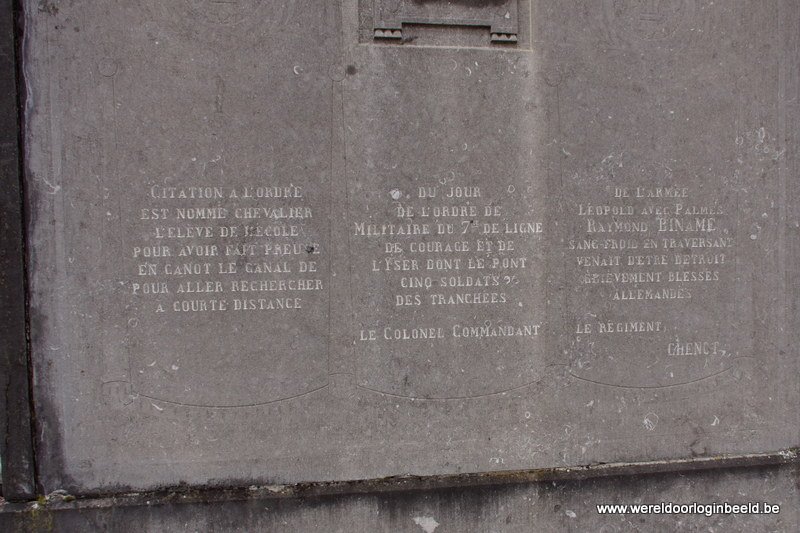 CITATION A L'ORDRE DU JOUR DE L'ARMÉE
EST NOMMÉ CHEVALIER DE L'ORDRE DE LÉOPOLD AVEC PALMES
L'ÉLÈVE DE L'ÉCOLE MILITAIRE DU 7ME DE LIGNE RAYMOND BINAMÉ
POUR AVOIR FAIT PREUVE DE COURAGE ET DE SANG-FROID EN TRAVERSANT
EN CANOT LE CANAL DE L'YSER DONT LE PONT VENAIT D'ÊTRE DÉTRUIT
POUR ALLER RECHERCHER CINQ SOLDATS GRIÈVEMENT BLESSÉS
A COURTE DISTANCE DES TRANCHÉES ALLEMANDES
LE COLONEL COMMANDANT LE RÉGIMENT,
www.wereldoorloginbeeld.be